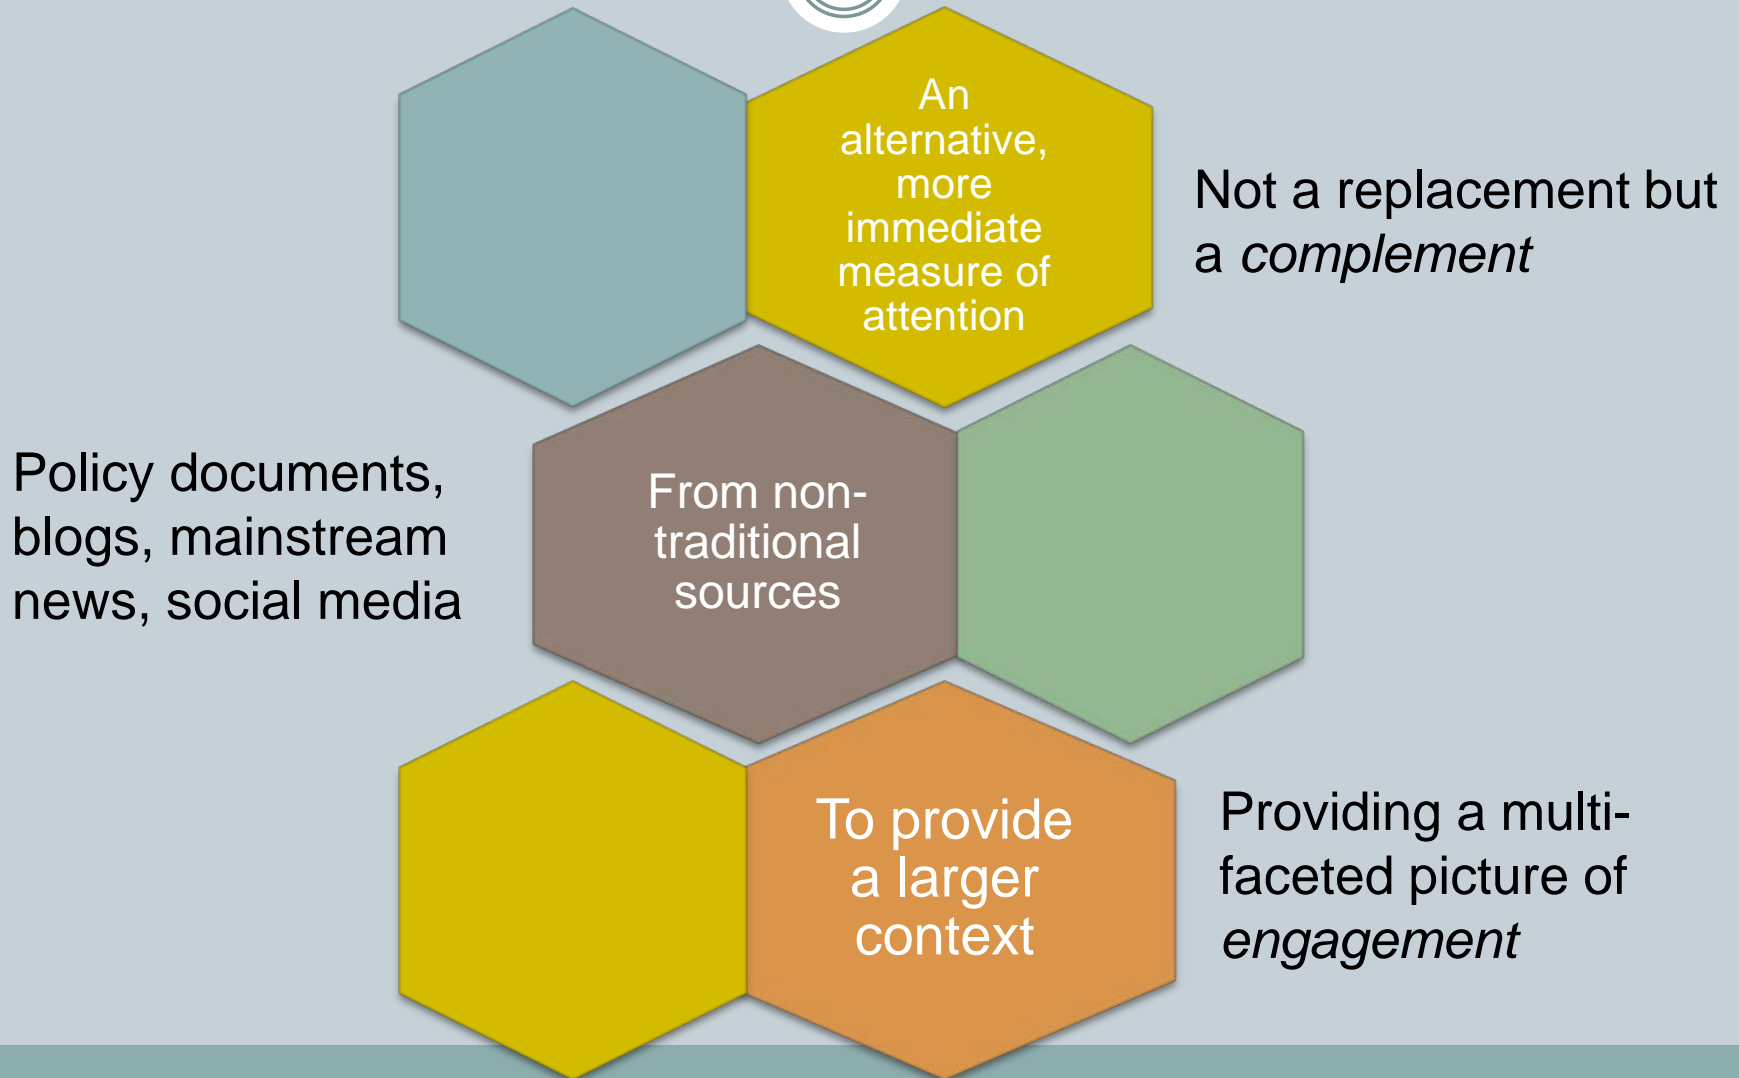 An
alternative,
more
immediate
measure of
attention
Not a replacement but
a complement
Policy documents,
blogs, mainstream
news, social media
From non-
traditional
sources
To provide
a larger
context
Providing a multi-
faceted picture of
engagement